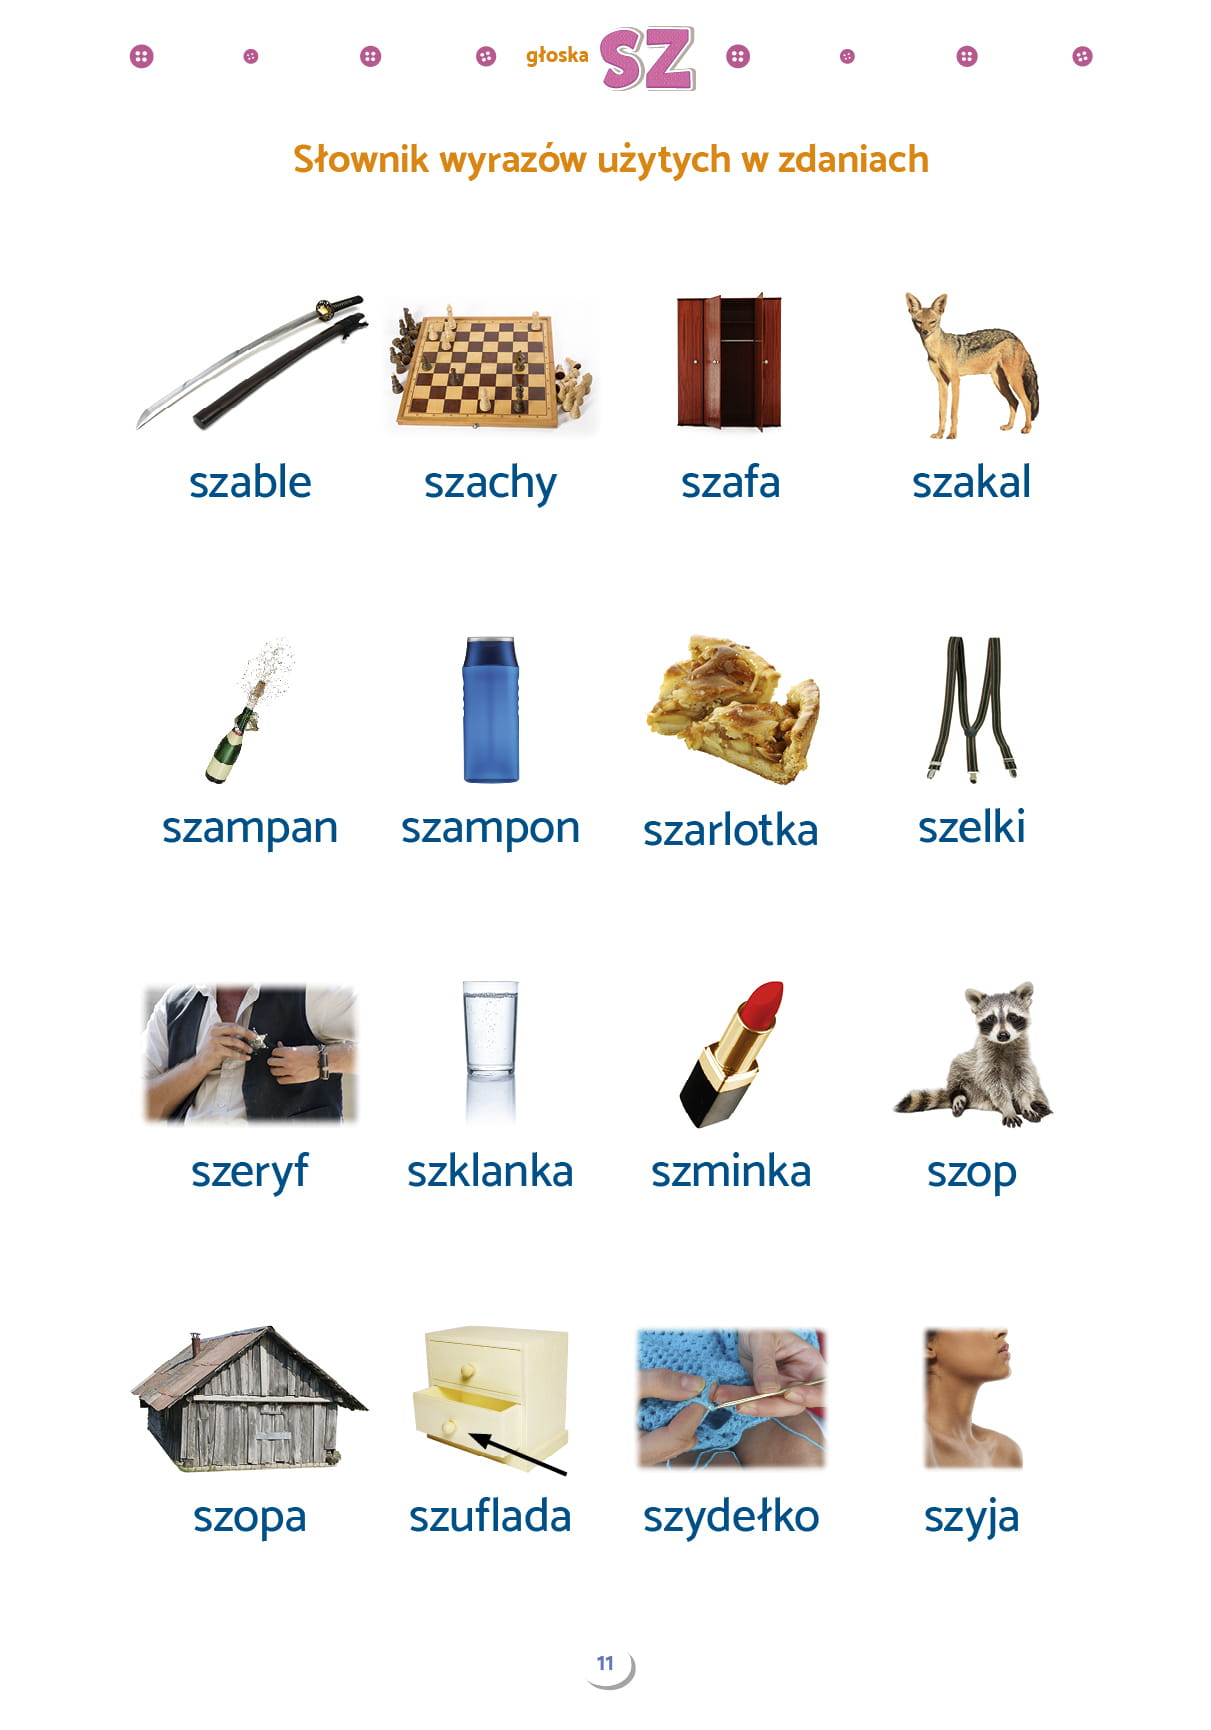 głoska SZ
Słownik wyrazów użytych w zdaniach
szable szachy szafa szakal
szampan szampon szarlotka szelki
szeryf szklanka szminka szop
szopa szuflada szydełko szyja
11